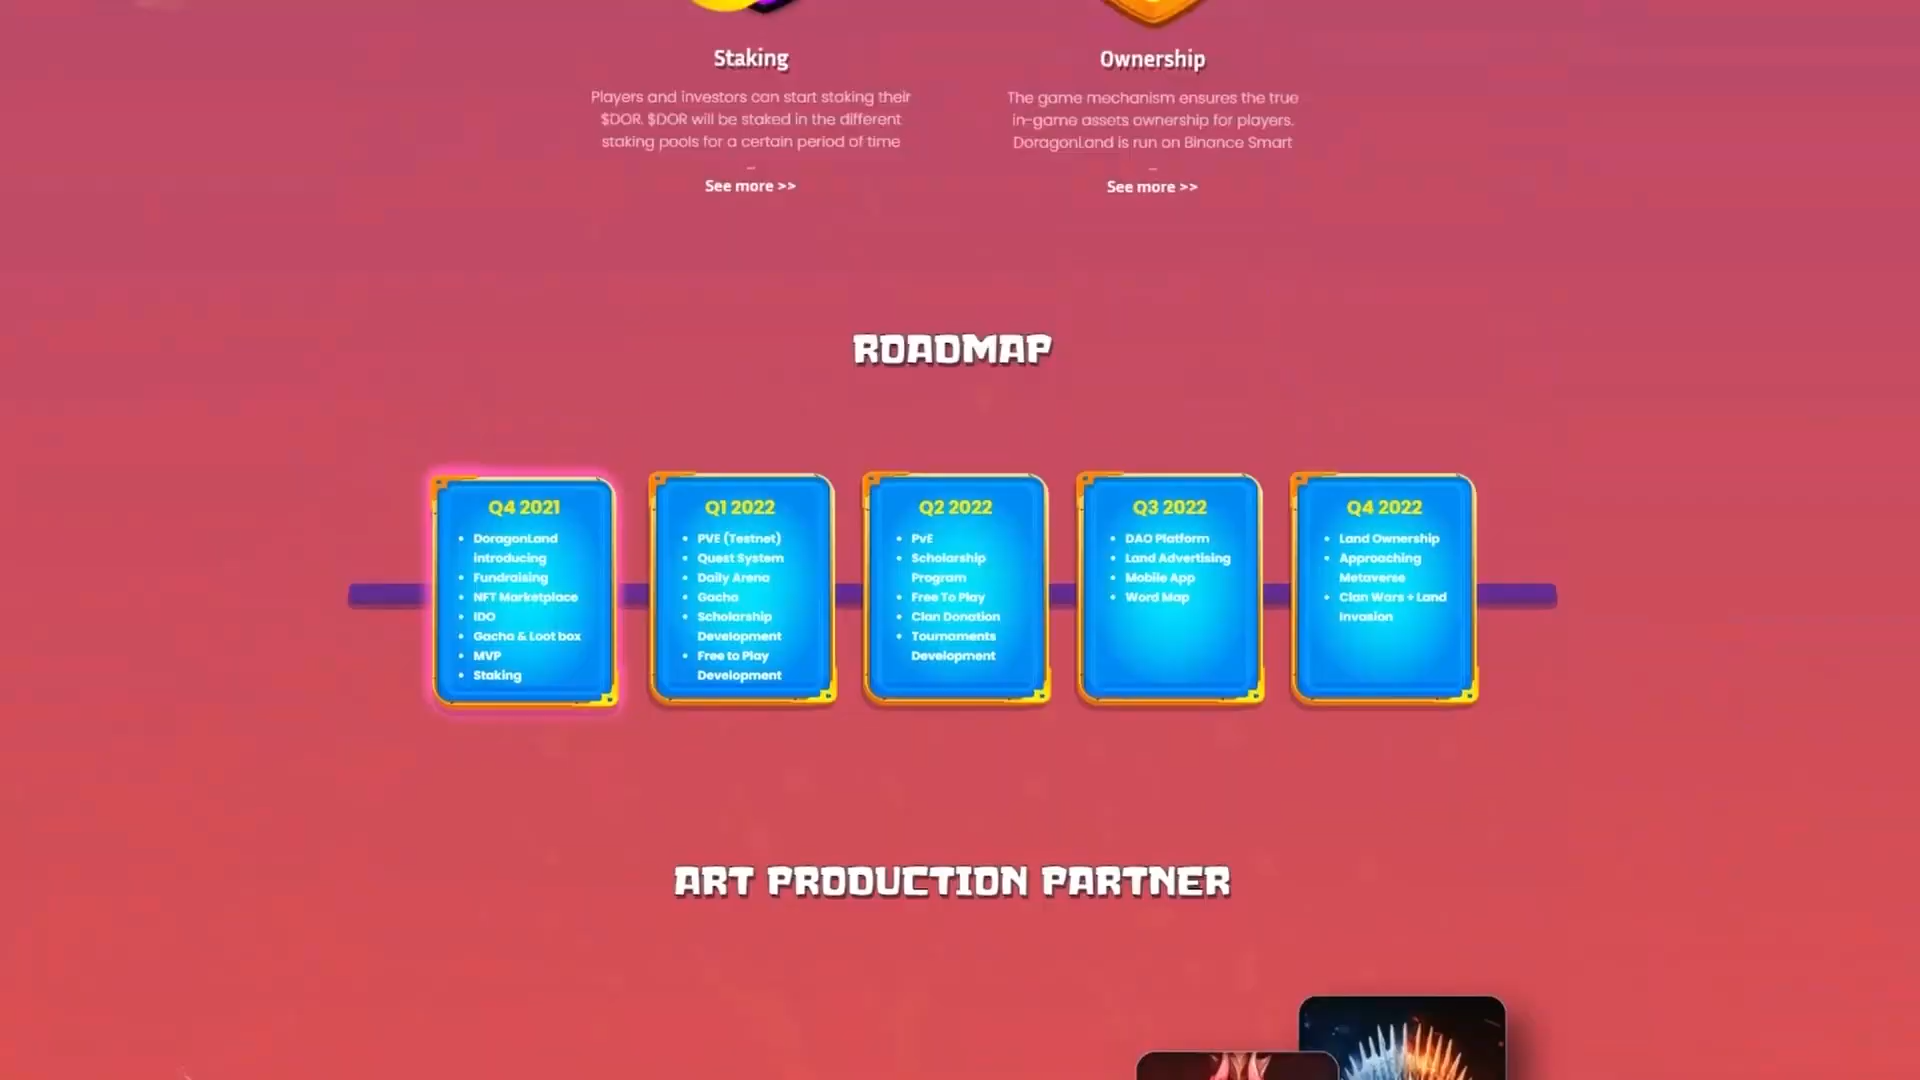 Staking
Players and investors can start staking their
$DOR. $DOR will be staked in the different
staking pools for a certain period of time
...
See more >>
Ownership
The game mechanism ensures the true
in-game assets ownership for players.
DoragonLand is run on Binance Smart
...
See more >>
ROADMAP
Q4 2021
DoragonLand
introducing
Fundraising
NFT Marketplace
IDO
Gacha & Loot box
MVP
Staking
Q1 2022
PVE (Testnet)
Quest System
Daily Arena
Gacha
Scholarship
Development
Free to Play
Development
Q2 2022
PvE
Scholarship
Program
Free To Play
Clan Donation
Tournaments
Development
Q3 2022
DAO Platform
Land Advertising
Mobile App
Word Map
Q4 2022
Land Ownership
Approaching
Metaverse
Clan Wars + Land
Invasion
ART PRODUCTION PARTNER